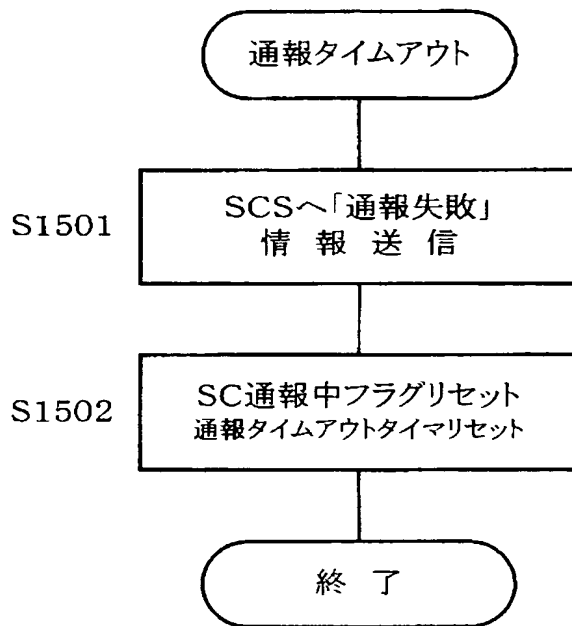 通報タイムアウト
S1501
SCSへ「通報失敗」
情 報 送 信
S1502
SC通報中フラグリセット
通報タイムアウトタイマリセット
終 了